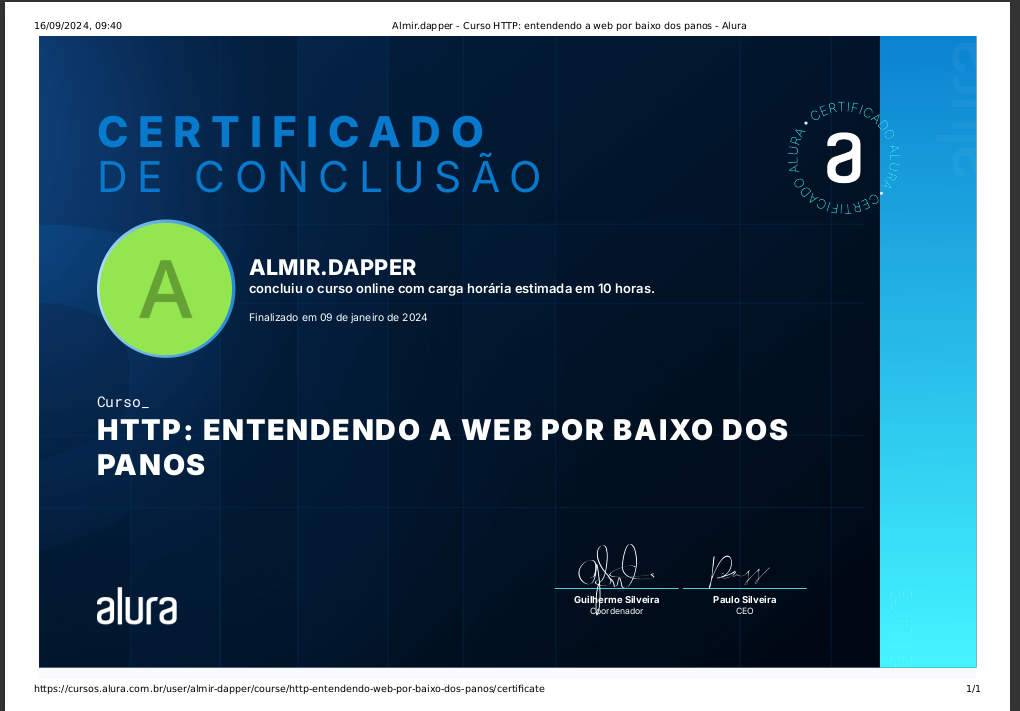 16/09/2024, 09:40
Almir.dapper - Curso HTTP: entendendo a web por baixo dos panos - Alura
CERTIFICADO
DE CONCLUSÃO
CERTIFICADO ALURA • CERTIFICADO ALURA •
a
alura
A
ALMIR.DAPPER
concluiu o curso online com carga horária estimada em 10 horas.
Finalizado em 09 de janeiro de 2024
Curso_
HTTP: ENTENDENDO A WEB POR BAIXO DOS
PANOS
alura
Guilherme Silveira
Coordenador
Paulo Silveira
CEO
https://cursos.alura.com.br/user/almir-dapper/course/http-entendendo-web-por-baixo-dos-panos/certificate
1/1